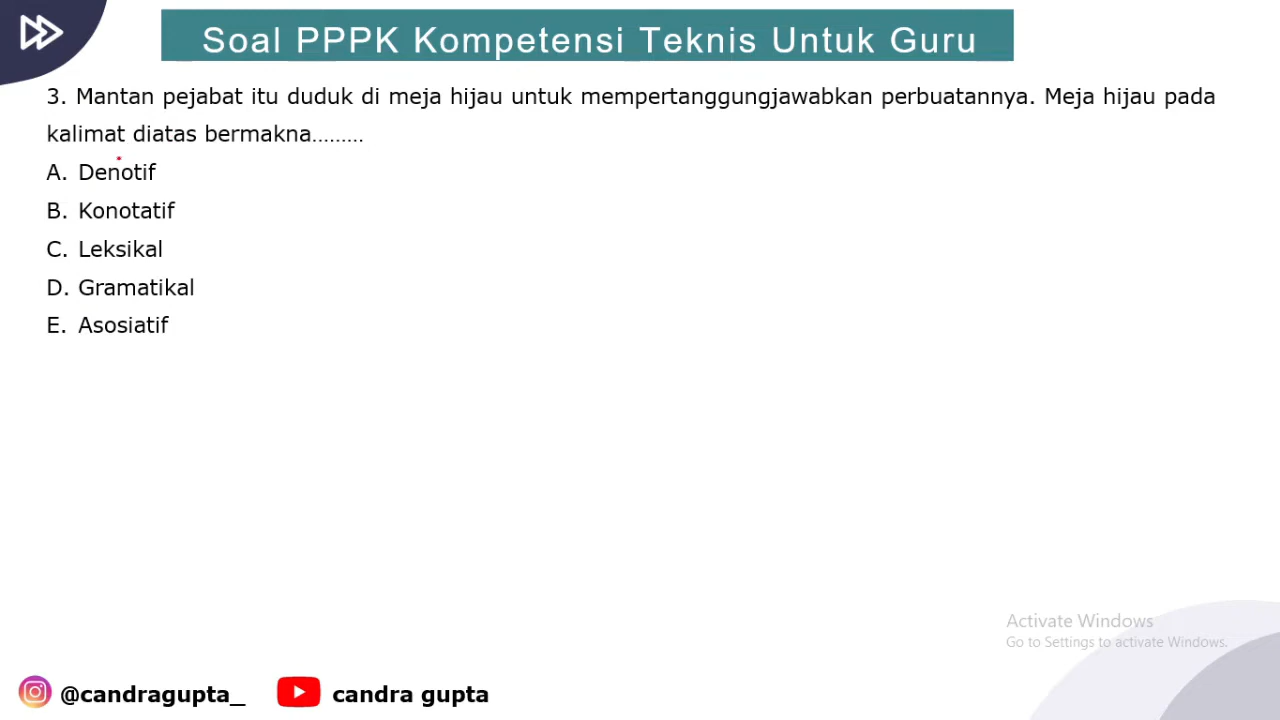 Soal PPPK Kompetensi Teknis Untuk Guru
3. Mantan pejabat itu duduk di meja hijau untuk mempertanggungjawabkan perbuatannya. Meja hijau pada
kalimat diatas bermakna.........
A. Denotif
B. Konotatif
C. Leksikal
D. Gramatikal
E. Asosiatif
Activate Windows
Go to Settings to activate Windows.
@candragupta_ candra gupta